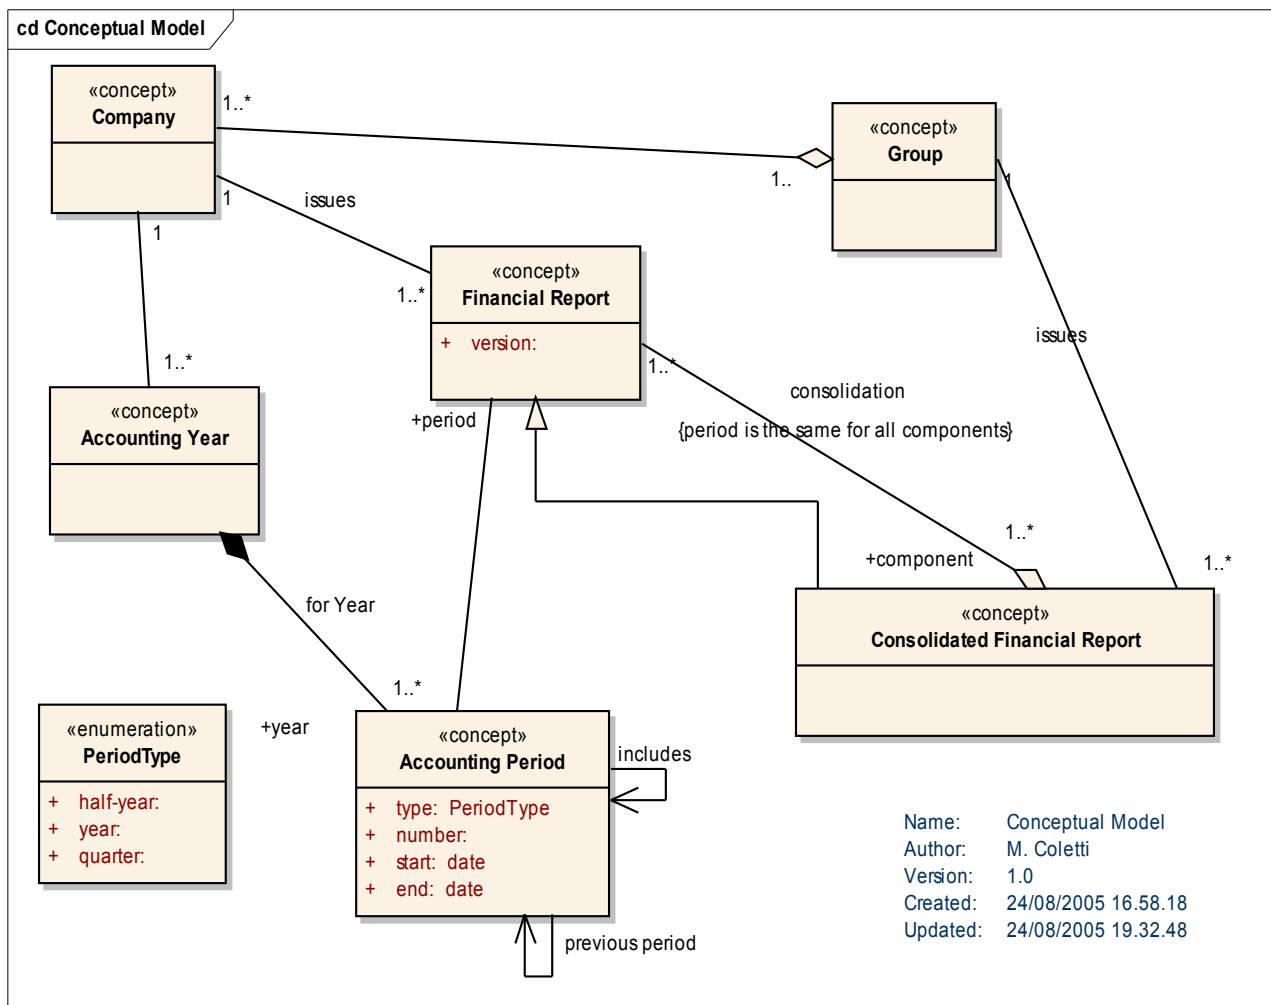 cd Conceptual Model
«concept»
Company
1..*
«concept»
Group
1..
1
issues
1
1
«concept»
Financial Report
+ version:
1..*
1..*
issues
1..*
consolidation
{period is the same for all components}
+period
«concept»
Accounting Year
for Year
1..*
+component
1..*
1..*
«concept»
Consolidated Financial Report
«enumeration»
PeriodType
+ half-year:
+ year:
+ quarter:
+year
«concept»
Accounting Period
+ type: PeriodType
+ number:
+ start: date
+ end: date
includes
previous period
Name: Conceptual Model
Author: M. Coletti
Version: 1.0
Created: 24/08/2005 16.58.18
Updated: 24/08/2005 19.32.48